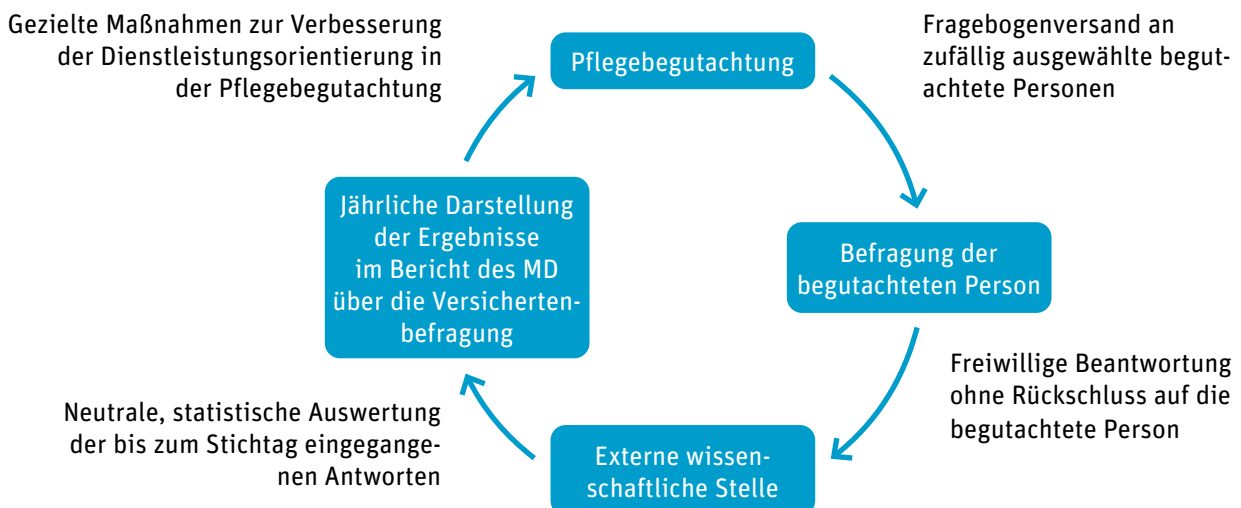 Gezielte Maßnahmen zur Verbesserung
der Dienstleistungsorientierung in
der Pflegebegutachtung
Pflegebegutachtung
Fragebogenversand an
zufällig ausgewählte begut-
achtete Personen
Befragung der
begutachteten Person
Freiwillige Beantwortung
ohne Rückschluss auf die
begutachtete Person
Externe wissen-
schaftliche Stelle
Neutrale, statistische Auswertung
der bis zum Stichtag eingegange-
nen Antworten
Jährliche Darstellung
der Ergebnisse
im Bericht des MD
über die Versicherten-
befragung